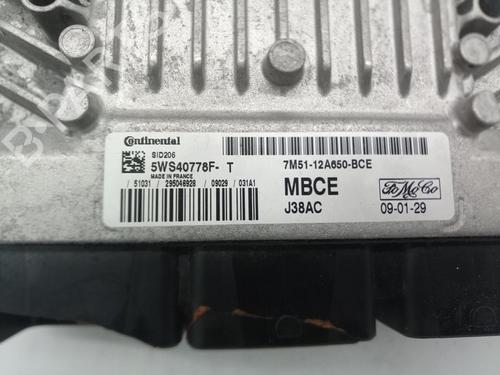 Continental
SID206
5WS40778F- T
MADE IN FRANCE
/ 51031 / 295046928 / 09029 / 031A1
7M51-12A650-BCE
MBCE
J38AC
FoMoCo
09-01-29